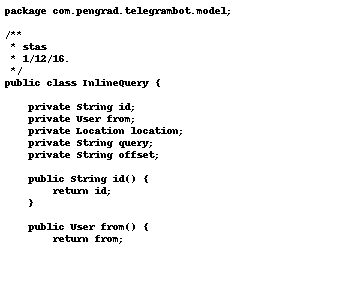 package com.pengrad.telegrambot.model;

/**
 * stas
 * 1/12/16.
 */
public class InlineQuery {

    private String id;
    private User from;
    private Location location;
    private String query;
    private String offset;

    public String id() {
        return id;
    }

    public User from() {
        return from;